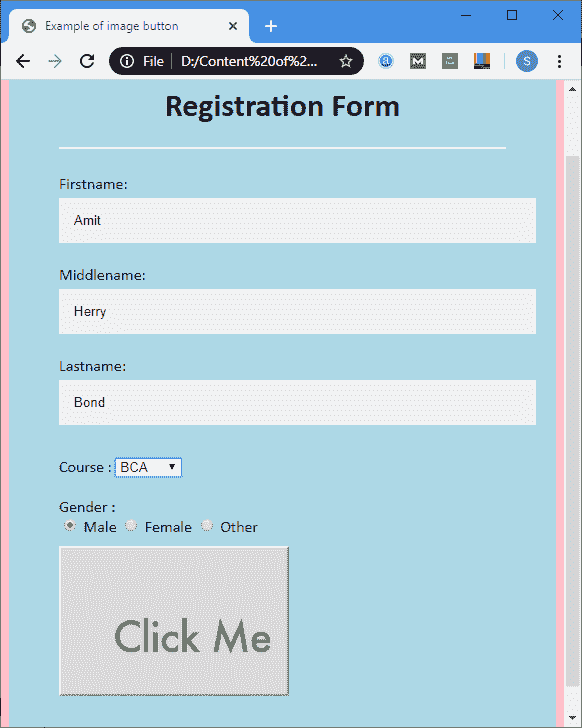 Example of image button
File D:/Content%20of%2...
S
Registration Form
Firstname:
Amit
Middlename:
Herry
Lastname:
Bond
Course : BCA
Gender :
Male Female Other
Click Me